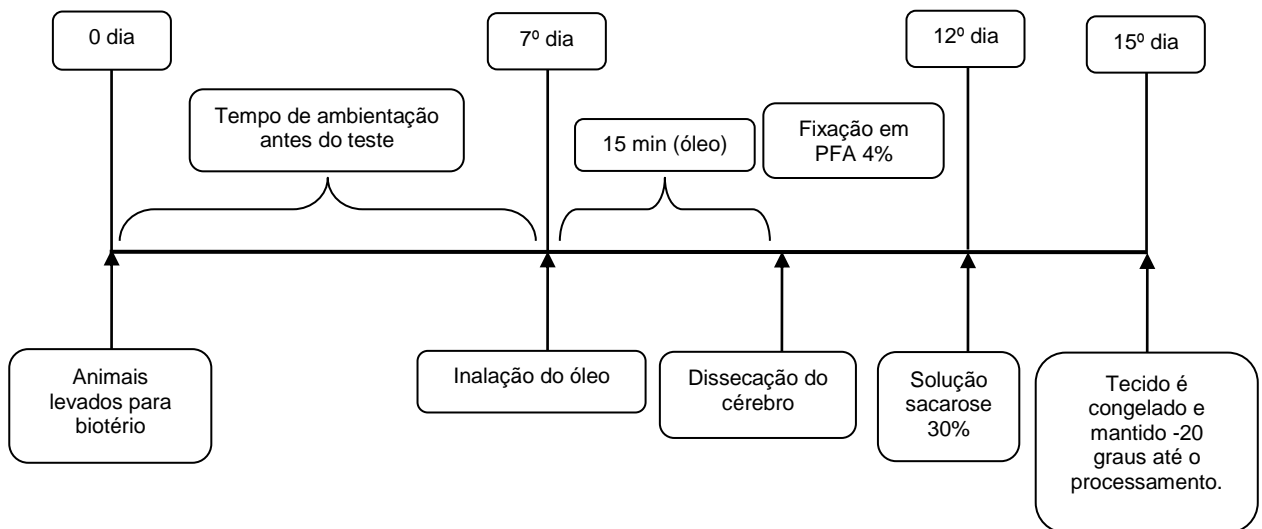 0 dia
7º dia
12º dia
15º dia
Tempo de ambientação
antes do teste
15 min (óleo)
Fixação em
PFA 4%
Animais
levados para
biotério
Inalação do óleo
Dissecação do
cérebro
Solução
sacarose
30%
Tecido é
congelado e
mantido -20
graus até o
processamento.